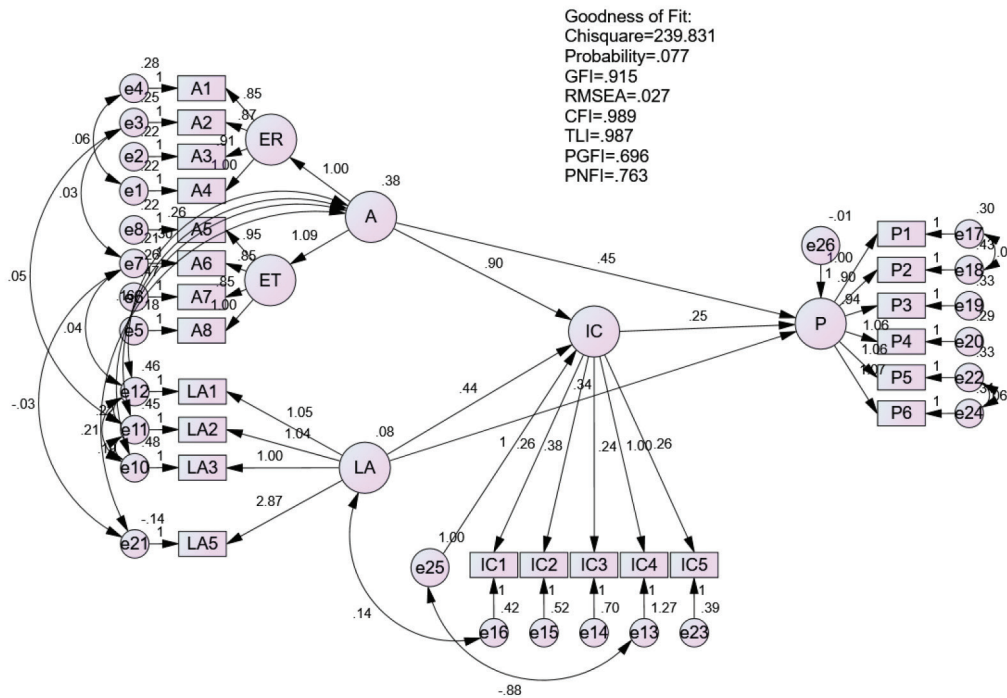 Goodness of Fit:
Chisquare=239.831
Probability=.077
GFI=.915
RMSEA=.027
CFI=.989
TLI=.987
PGFI=.696
PNFI=.763
.28
e4 1 A1 .85
.25
e3 1 A2 .87
.22
e2 1 A3 .91
.22
e1 1 A4 1.00
ER
.06
.03
.05
.04
-.03
1.00
.38
A
1.09
.22
e8 1 .26 A5 .95
.21
e7 A6 .85
.26
A7 .85
.18
e5 1 A8 1.00
ET
.46
e12 1 LA1 1.05
.45
e11 1 LA2 1.04
.21
.48
e10 1 LA3 1.00
-.14
e21 1 LA5 2.87
.08
LA
.90
.45
.44
.34
.25
IC
-.01
e26
1
P
1.00 P1 1 e17 .30
.90 P2 1 e18 .43
.94 P3 1 e19 .33
1.06 P4 1 e20 .29
1.06 P5 1 e22 .33
1.07 P6 1 e24
1 .26 .38 .24 1.00 .26
1.00
e25
IC1 IC2 IC3 IC4 IC5
1 1 1 1 1
.42 .52 .70 1.27 .39
e16 e15 e14 e13 e23
.14
-.88